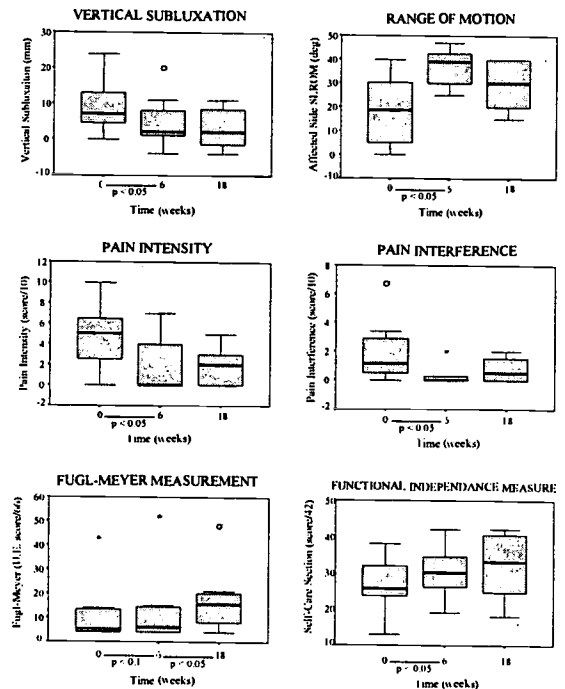 VERTICAL SUBLUXATION
Vertical Subluxation (mm)
30
20
10
0
-10
0 6 18
p < 0.05
Time (weeks)
RANGE OF MOTION
Affected Side SLROM (deg)
50
40
30
20
10
0
-10
0 5 18
p < 0.05
Time (weeks)
PAIN INTENSITY
Pain Intensity (score/10)
12
10
8
6
4
2
0
-2
0 6 18
p < 0.05
Time (weeks)
PAIN INTERFERENCE
Pain Interference (score/10)
8
6
4
2
0
-2
0 5 18
p < 0.05
Time (weeks)
FUGL-MEYER MEASUREMENT
Fugl-Meyer (U.E. score/66)
60
50
40
30
20
10
0
0 6 18
p < 0.1 p < 0.05
Time (weeks)
FUNCTIONAL INDEPENDANCE MEASURE
Self-Care Section (score/42)
50
40
30
20
10
0 6 18
p < 0.05
Time (weeks)